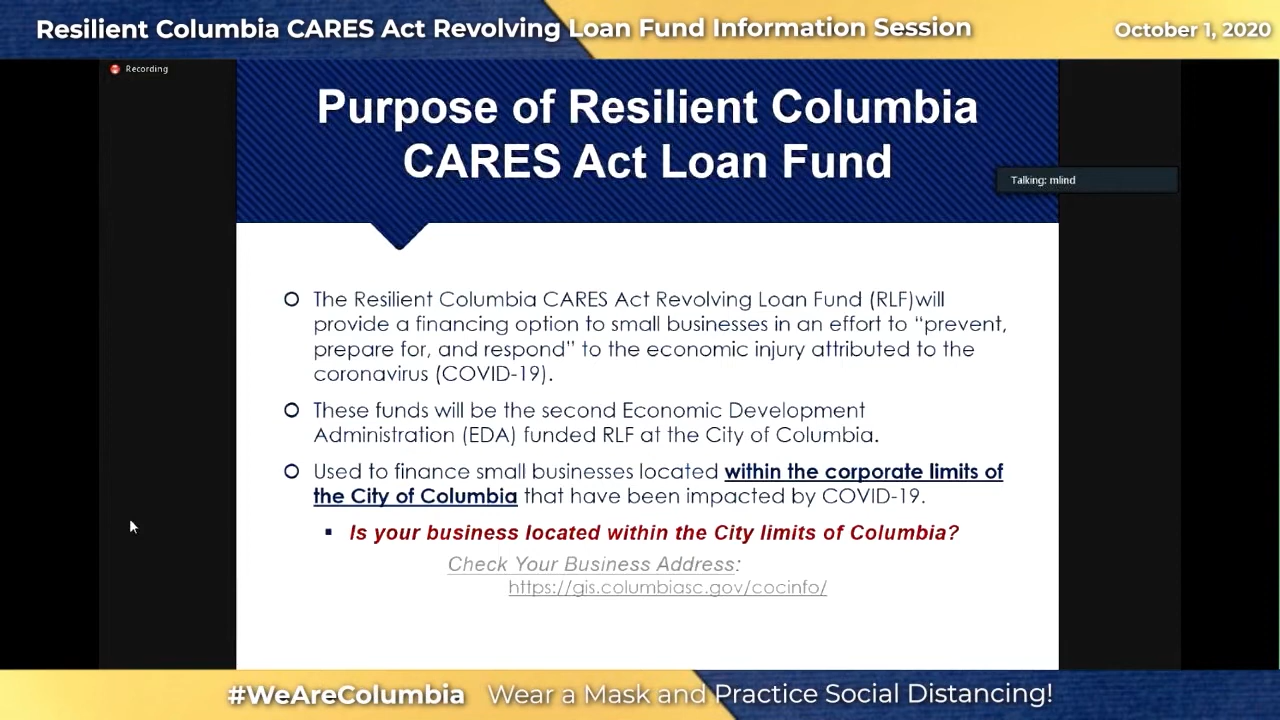 Resilient Columbia CARES Act Revolving Loan Fund Information Session
October 1, 2020
Recording
Purpose of Resilient Columbia
CARES Act Loan Fund
Talking: mlind
The Resilient Columbia CARES Act Revolving Loan Fund (RLF)will
provide a financing option to small businesses in an effort to “prevent,
prepare for, and respond” to the economic injury attributed to the
coronavirus (COVID-19).
These funds will be the second Economic Development
Administration (EDA) funded RLF at the City of Columbia.
Used to finance small businesses located within the corporate limits of
the City of Columbia that have been impacted by COVID-19.
Is your business located within the City limits of Columbia?
Check Your Business Address:
https://gis.columbiasc.gov/cocinfo/
#WeAreColumbia Wear a Mask and Practice Social Distancing!